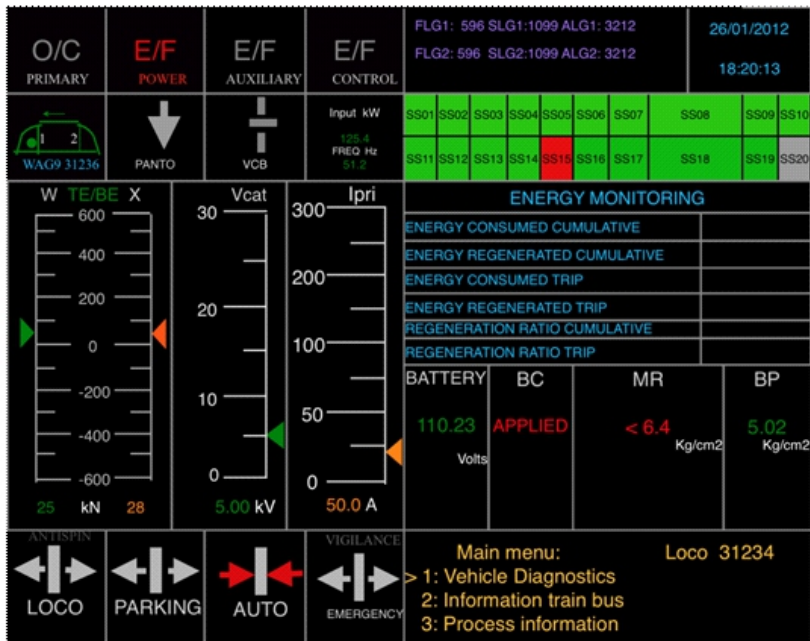 O/C
PRIMARY
E/F
POWER
E/F
AUXILIARY
E/F
CONTROL
FLG1: 596 SLG1:1099 ALG1: 3212
FLG2: 596 SLG2:1099 ALG2: 3212
26/01/2012
18:20:13
1 2
WAG9 31236
PANTO
VCB
Input kW
125.4
FREQ Hz
51.2
SS01 SS02 SS03 SS04 SS05 SS06 SS07 SS08 SS09 SS10
SS11 SS12 SS13 SS14 SS15 SS16 SS17 SS18 SS19 SS20
W TE/BE X
600
400
200
0
-200
-400
-600
25 kN 28
Vcat
30
20
10
0
5.00 kV
Ipri
300
200
100
50
0
50.0 A
ENERGY MONITORING
ENERGY CONSUMED CUMULATIVE
ENERGY REGENERATED CUMULATIVE
ENERGY CONSUMED TRIP
ENERGY REGENERATED TRIP
REGENERATION RATIO CUMULATIVE
REGENERATION RATIO TRIP
BATTERY
110.23
Volts
BC
APPLIED
MR
< 6.4
Kg/cm2
BP
5.02
Kg/cm2
ANTISPIN
LOCO
PARKING
AUTO
VIGILANCE
EMERGENCY
Main menu: Loco 31234
> 1: Vehicle Diagnostics
2: Information train bus
3: Process information